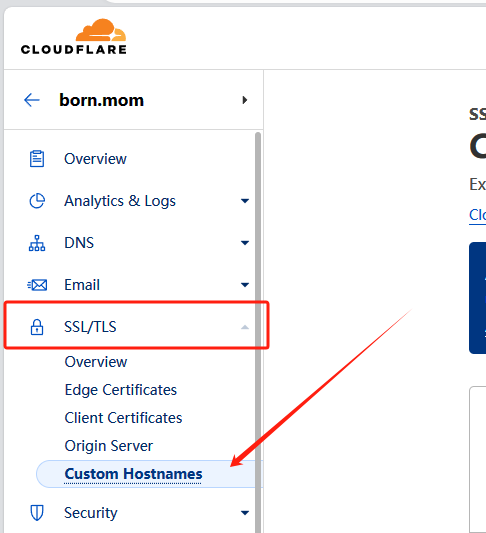 CLOUDFLARE
born.mom
SS
Overview
C
Analytics & Logs
Ex
Clo
DNS
Email
SSL/TLS
Overview
Edge Certificates
Client Certificates
Origin Server
Custom Hostnames
Security